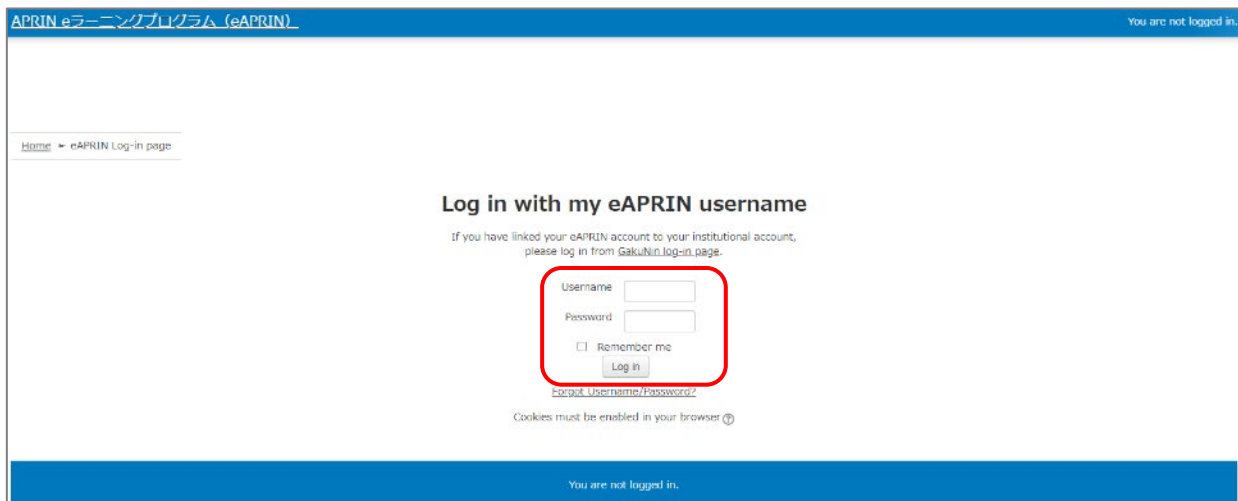 APRIN eラーニングプログラム（eAPRIN）
You are not logged in.
Home ► eAPRIN Log-in page
Log in with my eAPRIN username
If you have linked your eAPRIN account to your institutional account,
please log in from GakuNin log-in page.
Username
Password
Remember me
Log in
Forgot Username/Password?
Cookies must be enabled in your browser
You are not logged in.